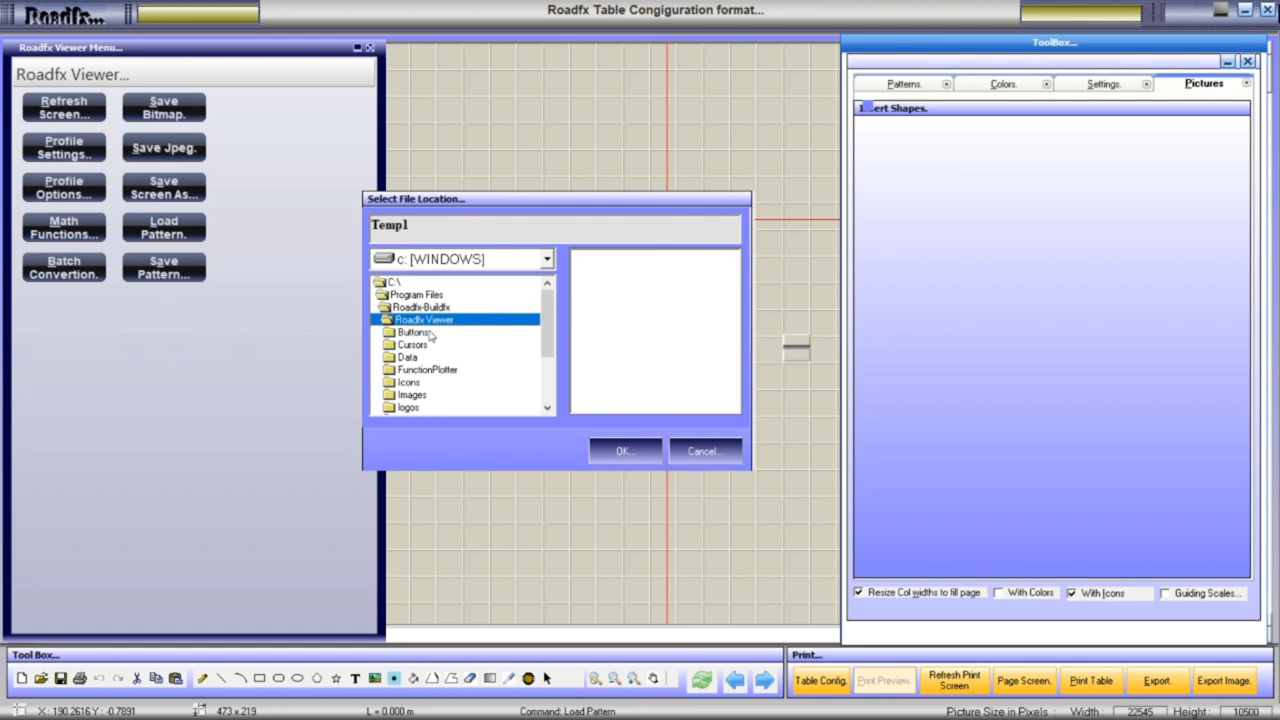 Roadfx...
Roadfx Table Congiguration format...
Roadfx Viewer Menu...
Roadfx Viewer...
Refresh Screen...
Save Bitmap.
Profile Settings..
Save Jpeg.
Profile Options...
Save Screen As...
Math Functions...
Load Pattern.
Batch Convertion.
Save Pattern...
Select File Location...
Temp1
c: [WINDOWS]
C:\
Program Files
Roadfx-Buildfx
Roadfx Viewer
Buttons
Cursors
Data
FunctionPlotter
Icons
Images
logos
OK...
Cancel...
ToolBox...
Patterns.
Colors.
Settings.
Pictures
ert Shapes.
Resize Col widths to fill page
With Colors
With Icons
Guiding Scales...
Tool Box...
T
Print...
Table Config.
Print Preview.
Refresh Print Screen
Page Screen.
Print Table
Export.
Export Image.
X: 190.2616 Y: -0.7891
473 x 219
L = 0.000 m
Command: Load Pattern
Picture Size in Pixels : Width : 22545 Height : 10500